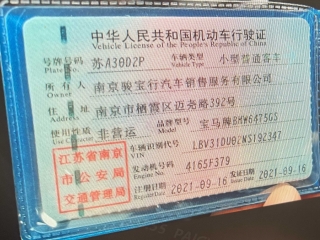 中华人民共和国机动车行驶证
Vehicle License of the People's Republic of China
号牌号码 苏A30D2P 车辆类型 小型普通客车
Plate No. Vehicle Type
所有人 南京骏宝行汽车销售服务有限公司
Owner
住址 南京市栖霞区迈尧路392号
Address
使用性质 非营运 品牌型号 宝马牌BMW6475GS
Use Character Model
江苏省南京
市公安局
交通管理局
车辆识别代号 LBV31DU02MS192347
VIN
发动机号码 4165F379
Engine No.
注册日期 2021-09-16 发证日期 2021-09-16
Register Date Issue Date